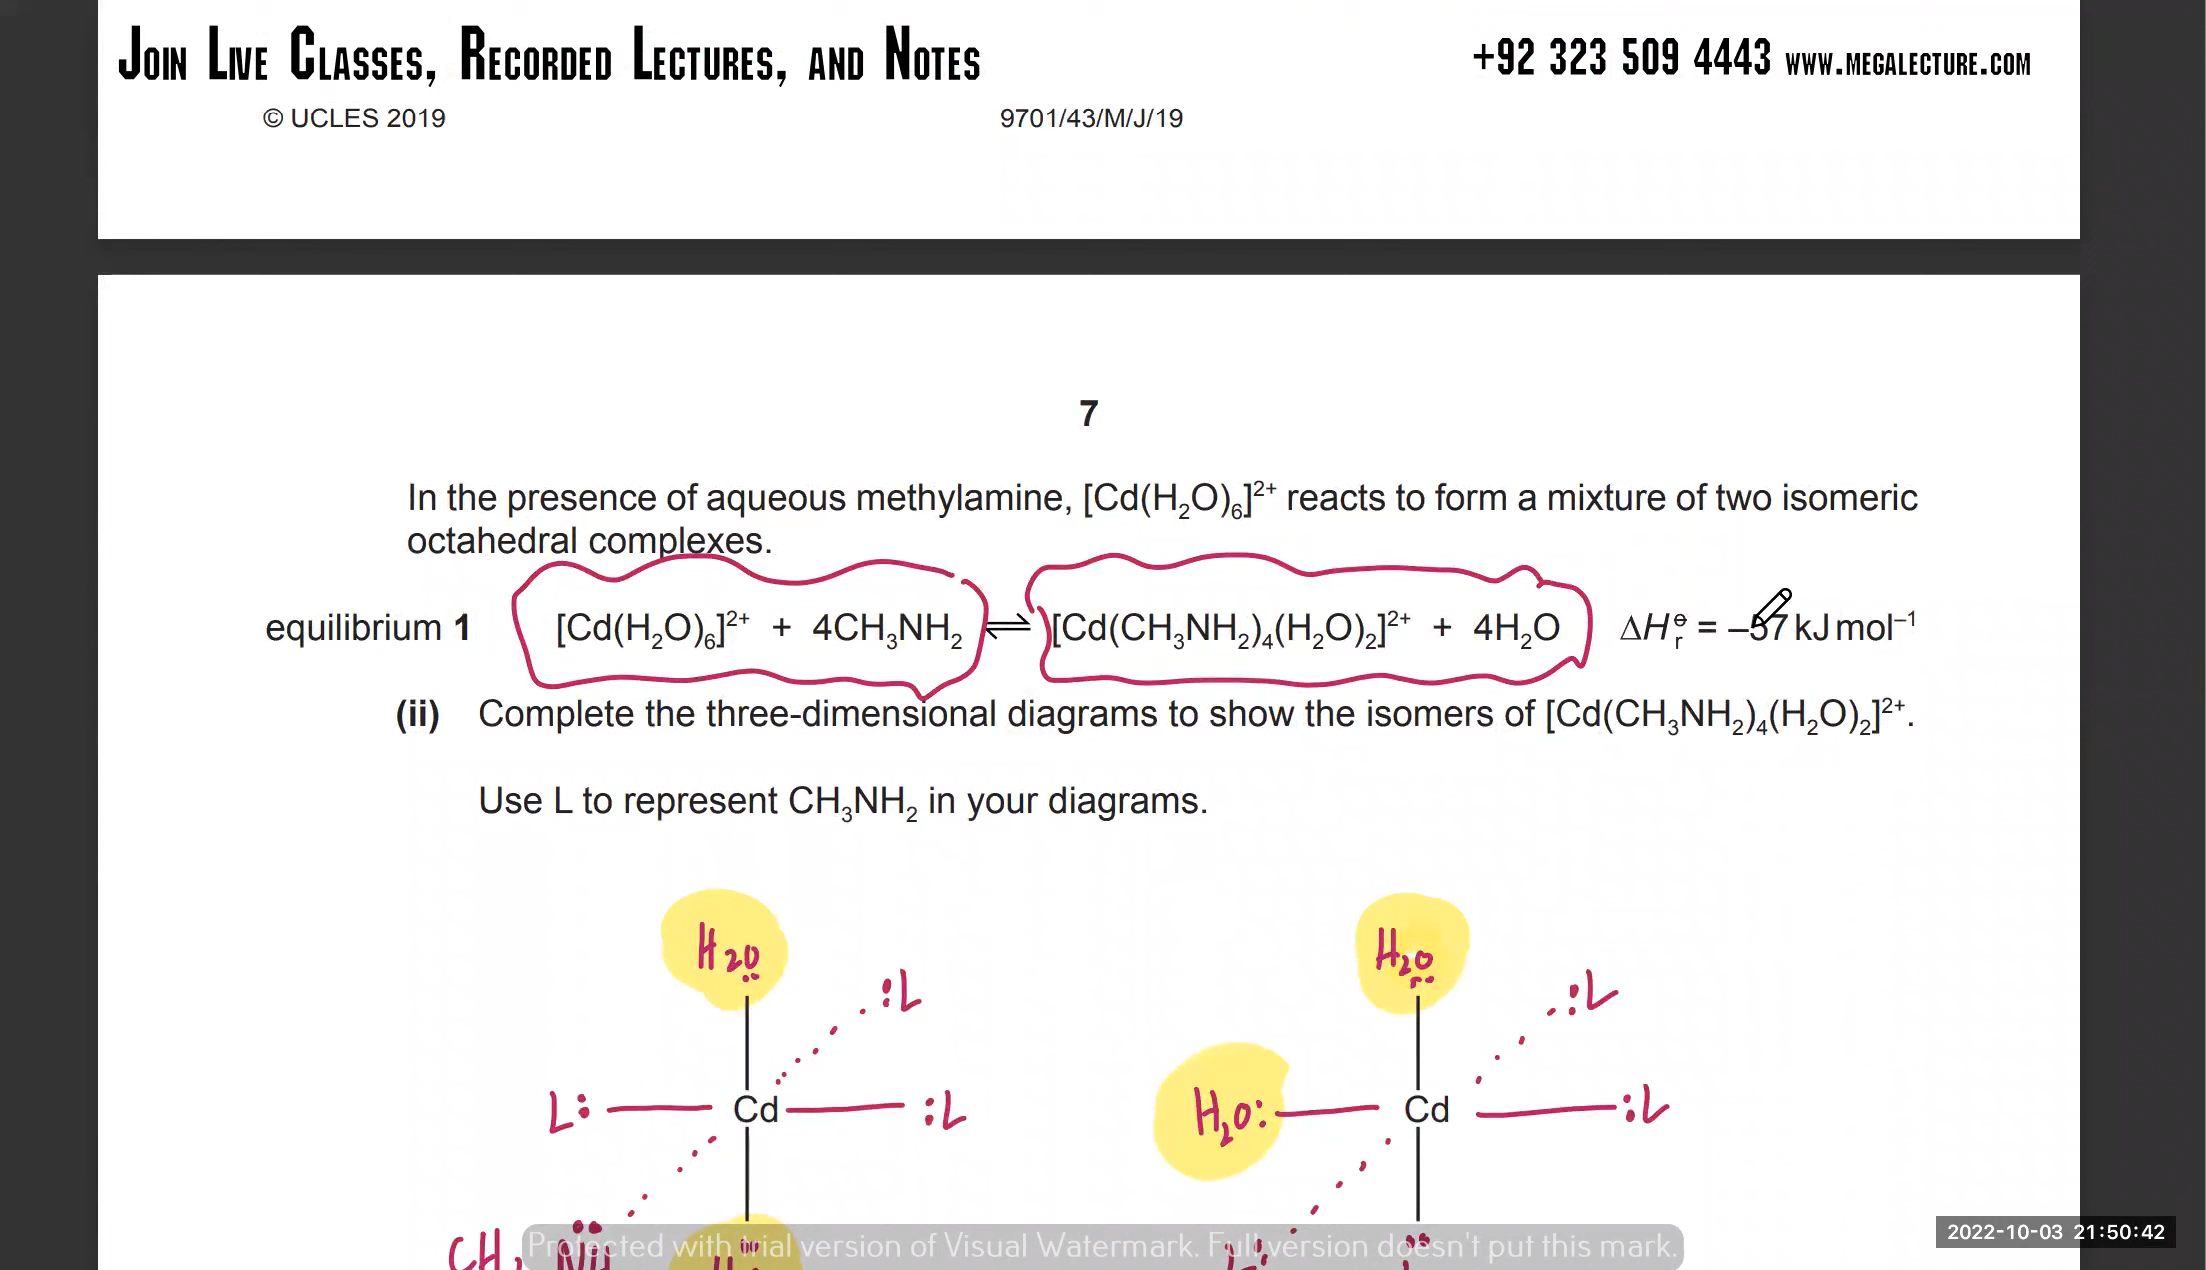 JOIN LIVE CLASSES, RECORDED LECTURES, AND NOTES
+92 323 509 4443 WWW.MEGALECTURE.COM
© UCLES 2019
9701/43/M/J/19
7
In the presence of aqueous methylamine, [Cd(H₂O)₆]²⁺ reacts to form a mixture of two isomeric
octahedral complexes.
equilibrium 1 [Cd(H₂O)₆]²⁺ + 4CH₃NH₂ ⇌ [Cd(CH₃NH₂)₄(H₂O)₂]²⁺ + 4H₂O ΔHᵣ⦵ = –57 kJ mol⁻¹
(ii) Complete the three-dimensional diagrams to show the isomers of [Cd(CH₃NH₂)₄(H₂O)₂]²⁺.
Use L to represent CH₃NH₂ in your diagrams.
H₂O H₂O
:L :L
L: Cd :L H₂O: Cd :L
Protected with trial version of Visual Watermark. Full version doesn't put this mark.
2022-10-03 21:50:42